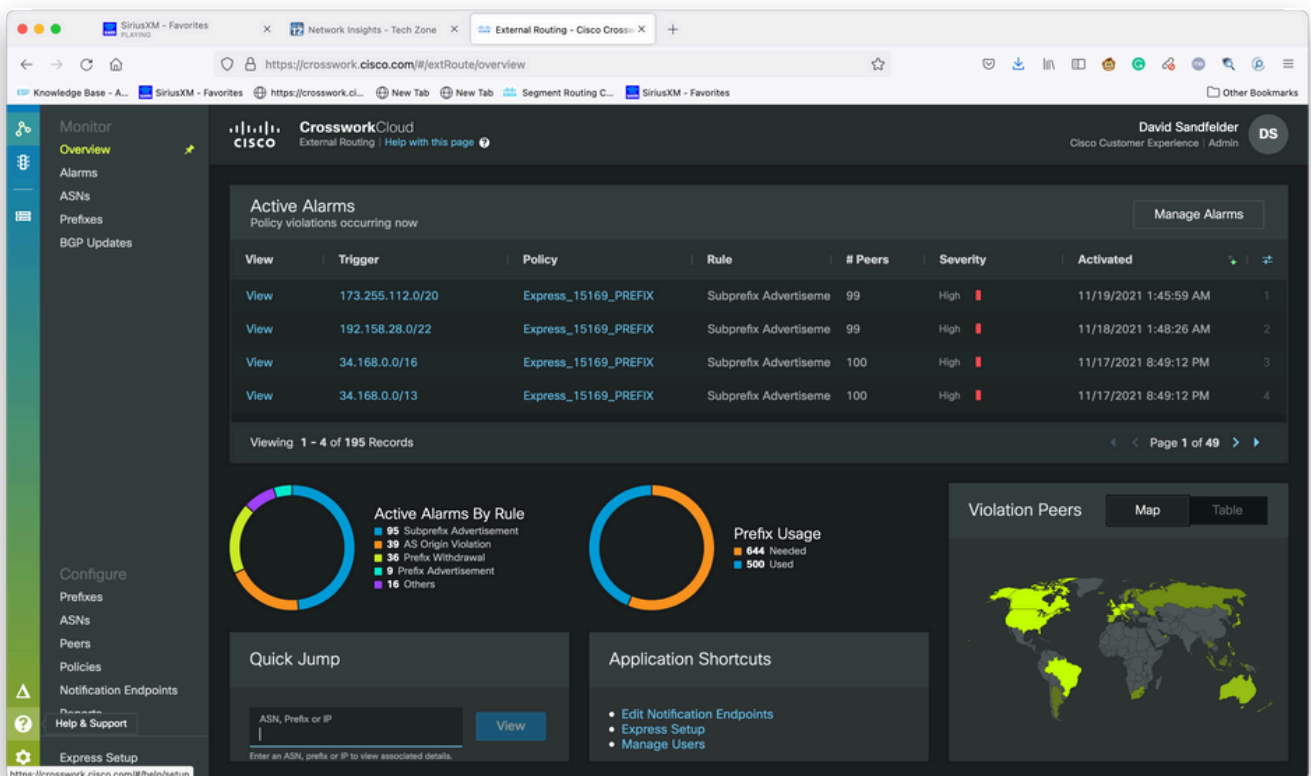 SiriusXM - Favorites
PLAYING
Network Insights - Tech Zone
External Routing - Cisco Crossw
https://crosswork.cisco.com/#/extRoute/overview
Knowledge Base - A...
SiriusXM - Favorites
https://crosswork.ci...
New Tab
New Tab
Segment Routing C...
SiriusXM - Favorites
Other Bookmarks
Monitor
Overview
Alarms
ASNs
Prefixes
BGP Updates
CISCO
CrossworkCloud
External Routing | Help with this page ?
David Sandfelder
Cisco Customer Experience | Admin
DS
Active Alarms
Policy violations occurring now
Manage Alarms
View Trigger Policy Rule # Peers Severity Activated
View 173.255.112.0/20 Express_15169_PREFIX Subprefix Advertiseme 99 High 11/19/2021 1:45:59 AM 1
View 192.158.28.0/22 Express_15169_PREFIX Subprefix Advertiseme 99 High 11/18/2021 1:48:26 AM 2
View 34.168.0.0/16 Express_15169_PREFIX Subprefix Advertiseme 100 High 11/17/2021 8:49:12 PM 3
View 34.168.0.0/13 Express_15169_PREFIX Subprefix Advertiseme 100 High 11/17/2021 8:49:12 PM 4
Viewing 1 - 4 of 195 Records
Page 1 of 49
Active Alarms By Rule
95 Subprefix Advertisement
39 AS Origin Violation
36 Prefix Withdrawal
9 Prefix Advertisement
16 Others
Prefix Usage
644 Needed
500 Used
Violation Peers
Map
Table
Configure
Prefixes
ASNs
Peers
Policies
Notification Endpoints
Help & Support
Express Setup
Quick Jump
ASN, Prefix or IP
View
Enter an ASN, prefix or IP to view associated details.
Application Shortcuts
• Edit Notification Endpoints
• Express Setup
• Manage Users
https://crosswork.cisco.com/#/help/setup